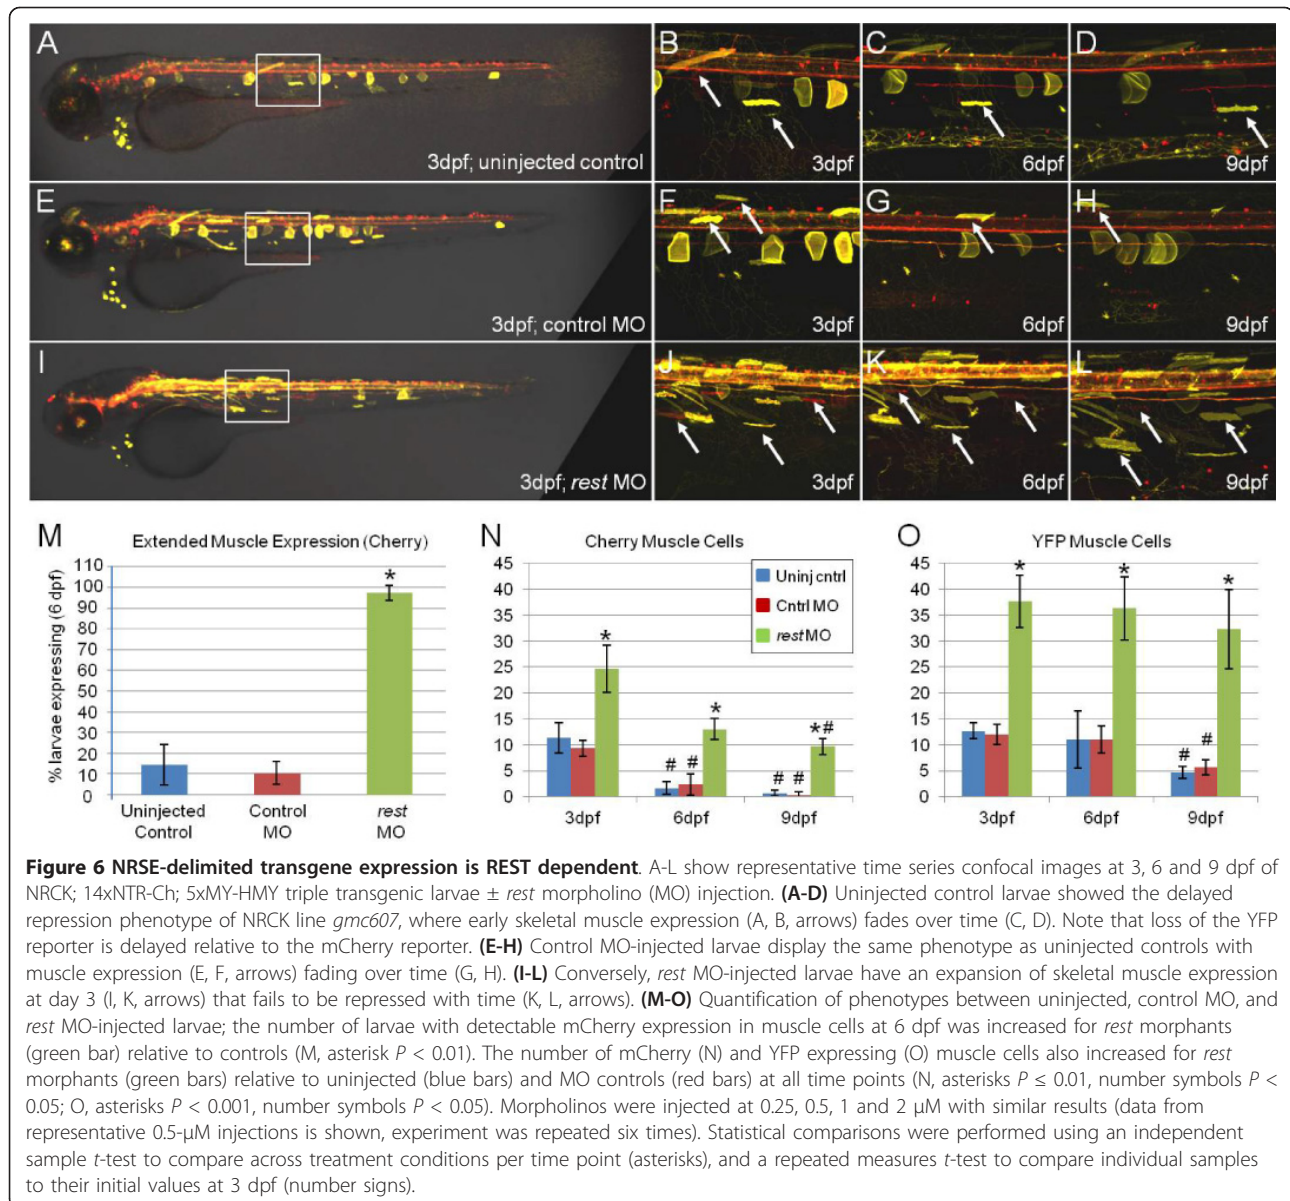 A
B
C
D
3dpf; uninjected control
3dpf
6dpf
9dpf
E
F
G
H
3dpf; control MO
3dpf
6dpf
9dpf
I
J
K
L
3dpf; rest MO
3dpf
6dpf
9dpf
M
Extended Muscle Expression (Cherry)
% larvae expressing (6 dpf)
110
100
90
80
70
60
50
40
30
20
10
0
*
Uninjected Control
Control MO
rest MO
N
Cherry Muscle Cells
45
40
35
30
25
20
15
10
5
0
Uninj cntrl
Cntrl MO
rest MO
*
# # *
# # *#
3dpf 6dpf 9dpf
O
YFP Muscle Cells
45
40
35
30
25
20
15
10
5
0
* * *
# #
3dpf 6dpf 9dpf
Figure 6 NRSE-delimited transgene expression is REST dependent. A-L show representative time series confocal images at 3, 6 and 9 dpf of
NRCK; 14xNTR-Ch; 5xMY-HMY triple transgenic larvae ± rest morpholino (MO) injection. (A-D) Uninjected control larvae showed the delayed
repression phenotype of NRCK line gmc607, where early skeletal muscle expression (A, B, arrows) fades over time (C, D). Note that loss of the YFP
reporter is delayed relative to the mCherry reporter. (E-H) Control MO-injected larvae display the same phenotype as uninjected controls with
muscle expression (E, F, arrows) fading over time (G, H). (I-L) Conversely, rest MO-injected larvae have an expansion of skeletal muscle expression
at day 3 (I, K, arrows) that fails to be repressed with time (K, L, arrows). (M-O) Quantification of phenotypes between uninjected, control MO, and
rest MO-injected larvae; the number of larvae with detectable mCherry expression in muscle cells at 6 dpf was increased for rest morphants
(green bar) relative to controls (M, asterisk P < 0.01). The number of mCherry (N) and YFP expressing (O) muscle cells also increased for rest
morphants (green bars) relative to uninjected (blue bars) and MO controls (red bars) at all time points (N, asterisks P ≤ 0.01, number symbols P <
0.05; O, asterisks P < 0.001, number symbols P < 0.05). Morpholinos were injected at 0.25, 0.5, 1 and 2 μM with similar results (data from
representative 0.5-μM injections is shown, experiment was repeated six times). Statistical comparisons were performed using an independent
sample t-test to compare across treatment conditions per time point (asterisks), and a repeated measures t-test to compare individual samples
to their initial values at 3 dpf (number signs).